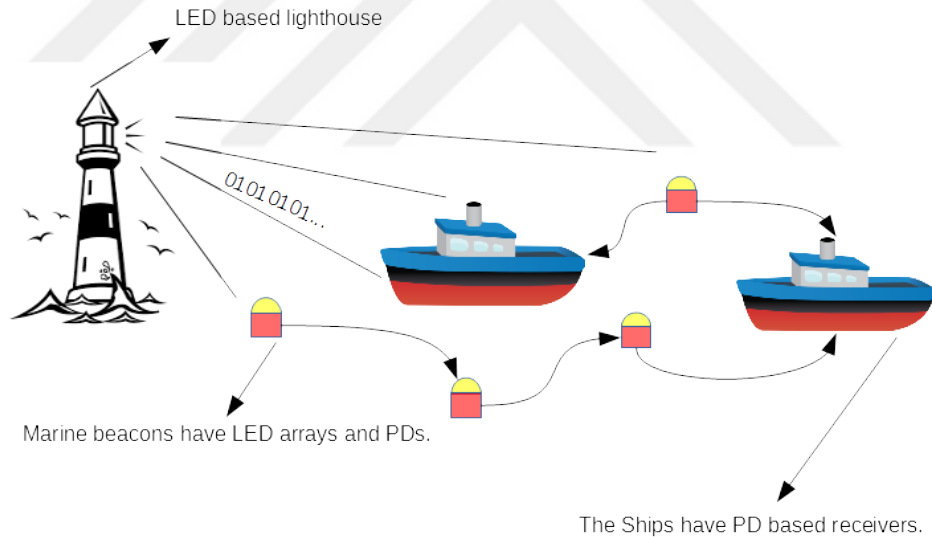 LED based lighthouse
01010101...
Marine beacons have LED arrays and PDs.
The Ships have PD based receivers.